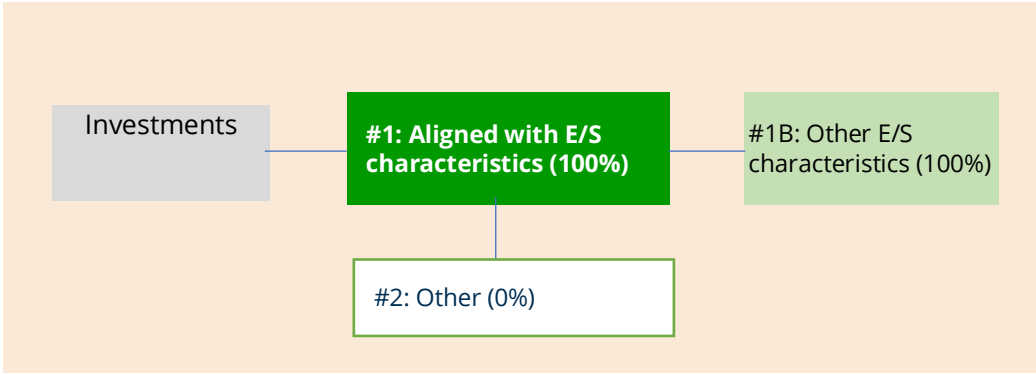 Investments
#1: Aligned with E/S
characteristics (100%)
#1B: Other E/S
characteristics (100%)
#2: Other (0%)